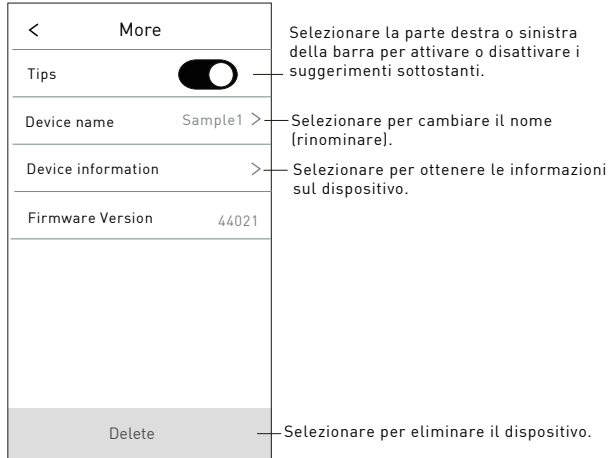 < More
Tips
Selezionare la parte destra o sinistra
della barra per attivare o disattivare i
suggerimenti sottostanti.
Device name Sample1 >
Selezionare per cambiare il nome
(rinominare).
Device information >
Selezionare per ottenere le informazioni
sul dispositivo.
Firmware Version 44021
Delete
Selezionare per eliminare il dispositivo.